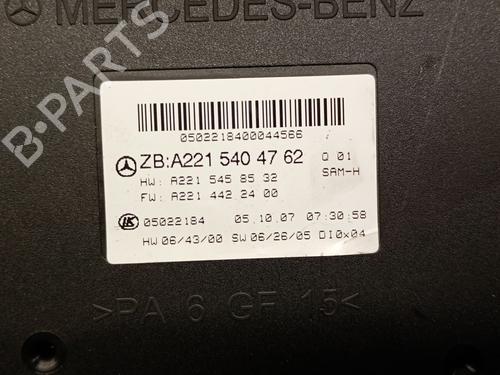 MERCEDES-BENZ
0502218400044566
ZB:A221 540 47 62 Q 01
HW: A221 545 85 32 SAM-H
FW: A221 442 24 00
LK 05022184 05.10.07 07:30:58
HW 06/43/00 SW 06/26/05 DI0x04
>PA 6 GF 15<
B-PARTS